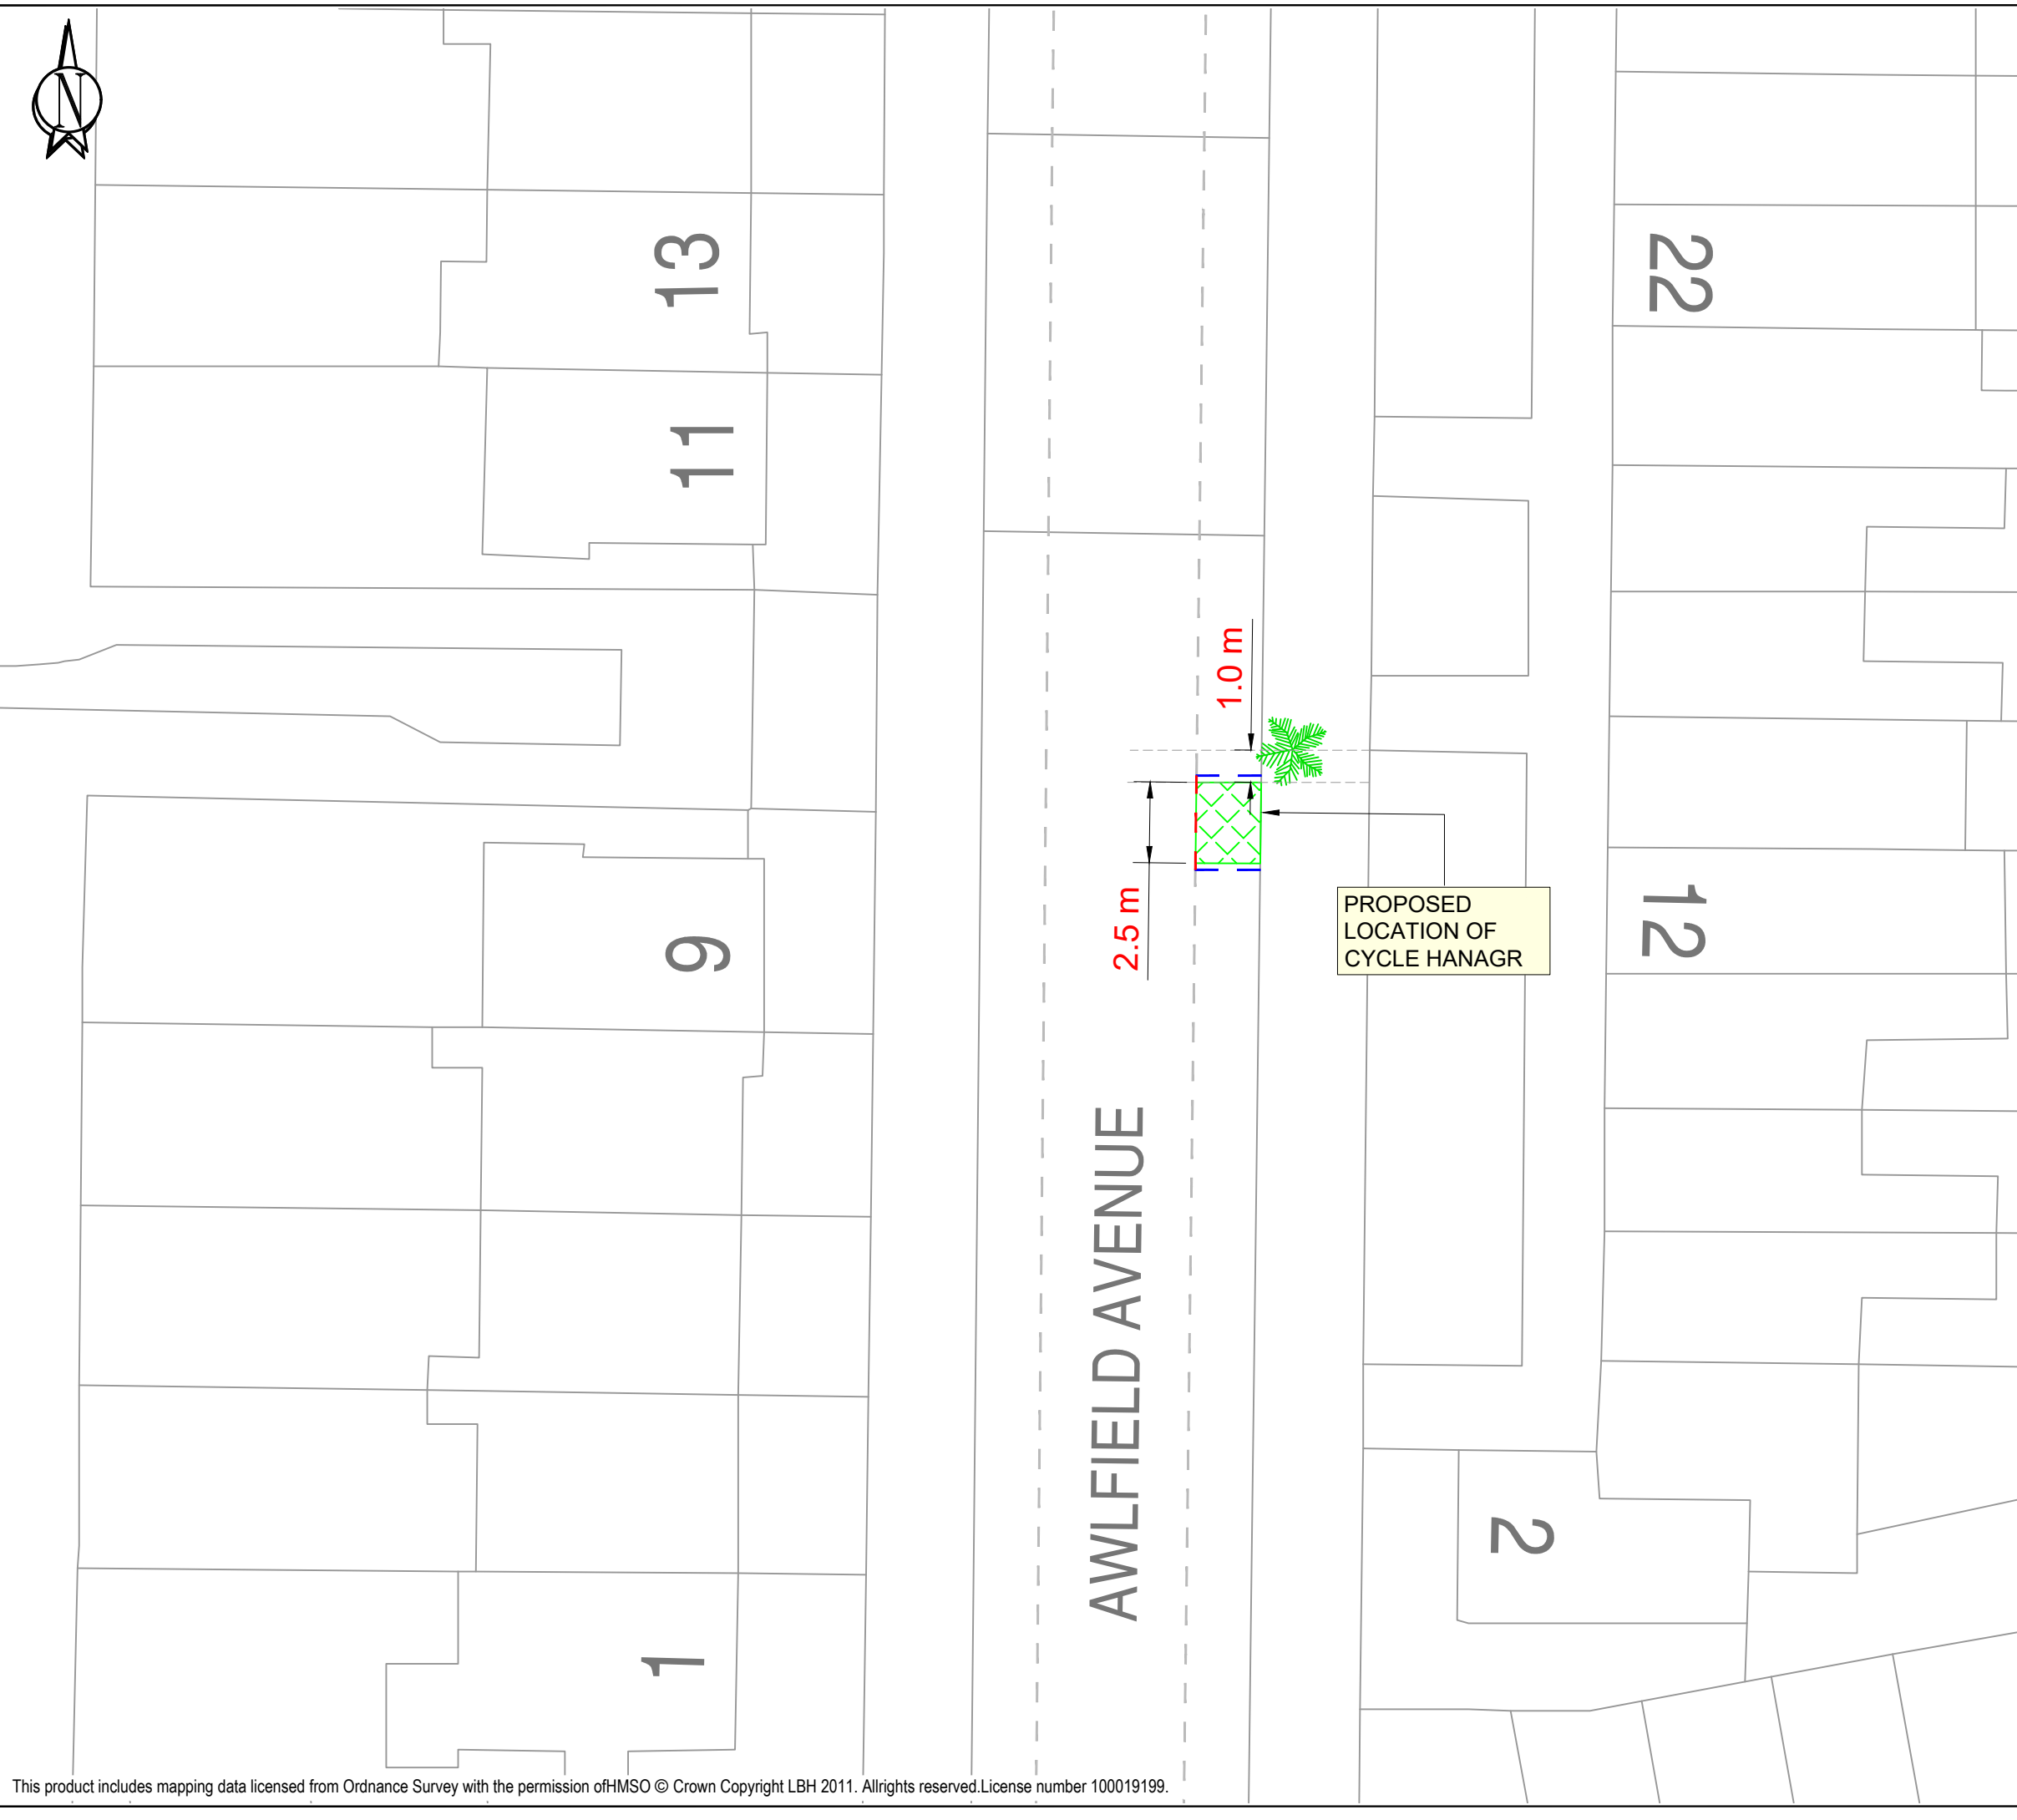 N
13
22
11
1.0 m
2.5 m
PROPOSED
LOCATION OF
CYCLE HANAGR
12
9
AWLFIELD AVENUE
2
1
This product includes mapping data licensed from Ordnance Survey with the permission ofHMSO © Crown Copyright LBH 2011. Allrights reserved.License number 100019199.